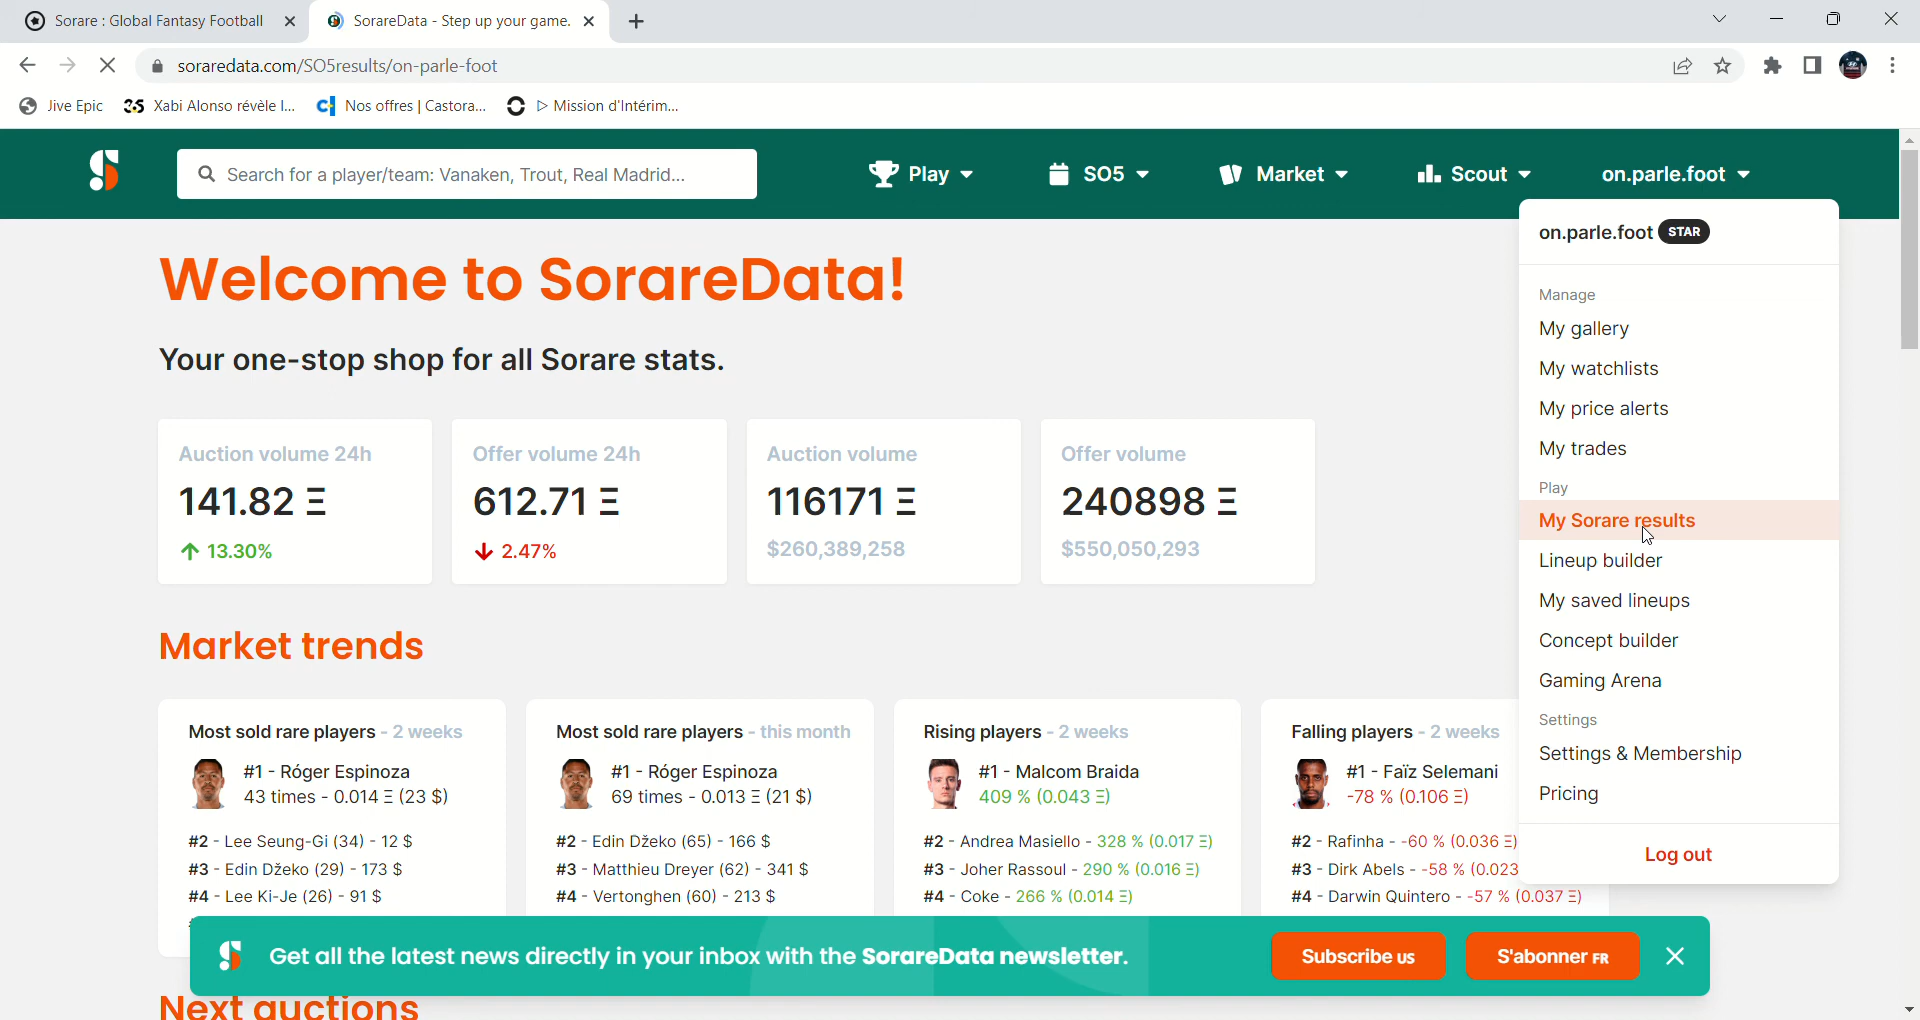 Sorare : Global Fantasy Football
SorareData - Step up your game.
soraredata.com/SO5results/on-parle-foot
Jive Epic
Xabi Alonso révèle l...
Nos offres | Castora...
▷ Mission d'Intérim...
Search for a player/team: Vanaken, Trout, Real Madrid...
Play
SO5
Market
Scout
on.parle.foot
on.parle.foot STAR
Manage
My gallery
My watchlists
My price alerts
My trades
Play
My Sorare results
Lineup builder
My saved lineups
Concept builder
Gaming Arena
Settings
Settings & Membership
Pricing
Log out
Welcome to SorareData!
Your one-stop shop for all Sorare stats.
Auction volume 24h
141.82 Ξ
13.30%
Offer volume 24h
612.71 Ξ
2.47%
Auction volume
116171 Ξ
$260,389,258
Offer volume
240898 Ξ
$550,050,293
Market trends
Most sold rare players - 2 weeks
#1 - Róger Espinoza
43 times - 0.014 Ξ (23 $)
#2 - Lee Seung-Gi (34) - 12 $
#3 - Edin Džeko (29) - 173 $
#4 - Lee Ki-Je (26) - 91 $
Most sold rare players - this month
#1 - Róger Espinoza
69 times - 0.013 Ξ (21 $)
#2 - Edin Džeko (65) - 166 $
#3 - Matthieu Dreyer (62) - 341 $
#4 - Vertonghen (60) - 213 $
Rising players - 2 weeks
#1 - Malcom Braida
409 % (0.043 Ξ)
#2 - Andrea Masiello - 328 % (0.017 Ξ)
#3 - Joher Rassoul - 290 % (0.016 Ξ)
#4 - Coke - 266 % (0.014 Ξ)
Falling players - 2 weeks
#1 - Faïz Selemani
-78 % (0.106 Ξ)
#2 - Rafinha - -60 % (0.036 Ξ)
#3 - Dirk Abels - -58 % (0.023
#4 - Darwin Quintero - -57 % (0.037 Ξ)
Get all the latest news directly in your inbox with the SorareData newsletter.
Subscribe US
S'abonner FR
Next auctions